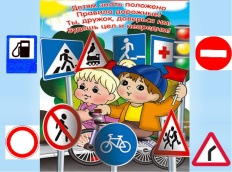 Детям знать положено
Правила дорожные!
Ты, дружок, доверься им:
Будешь цел и невредим!